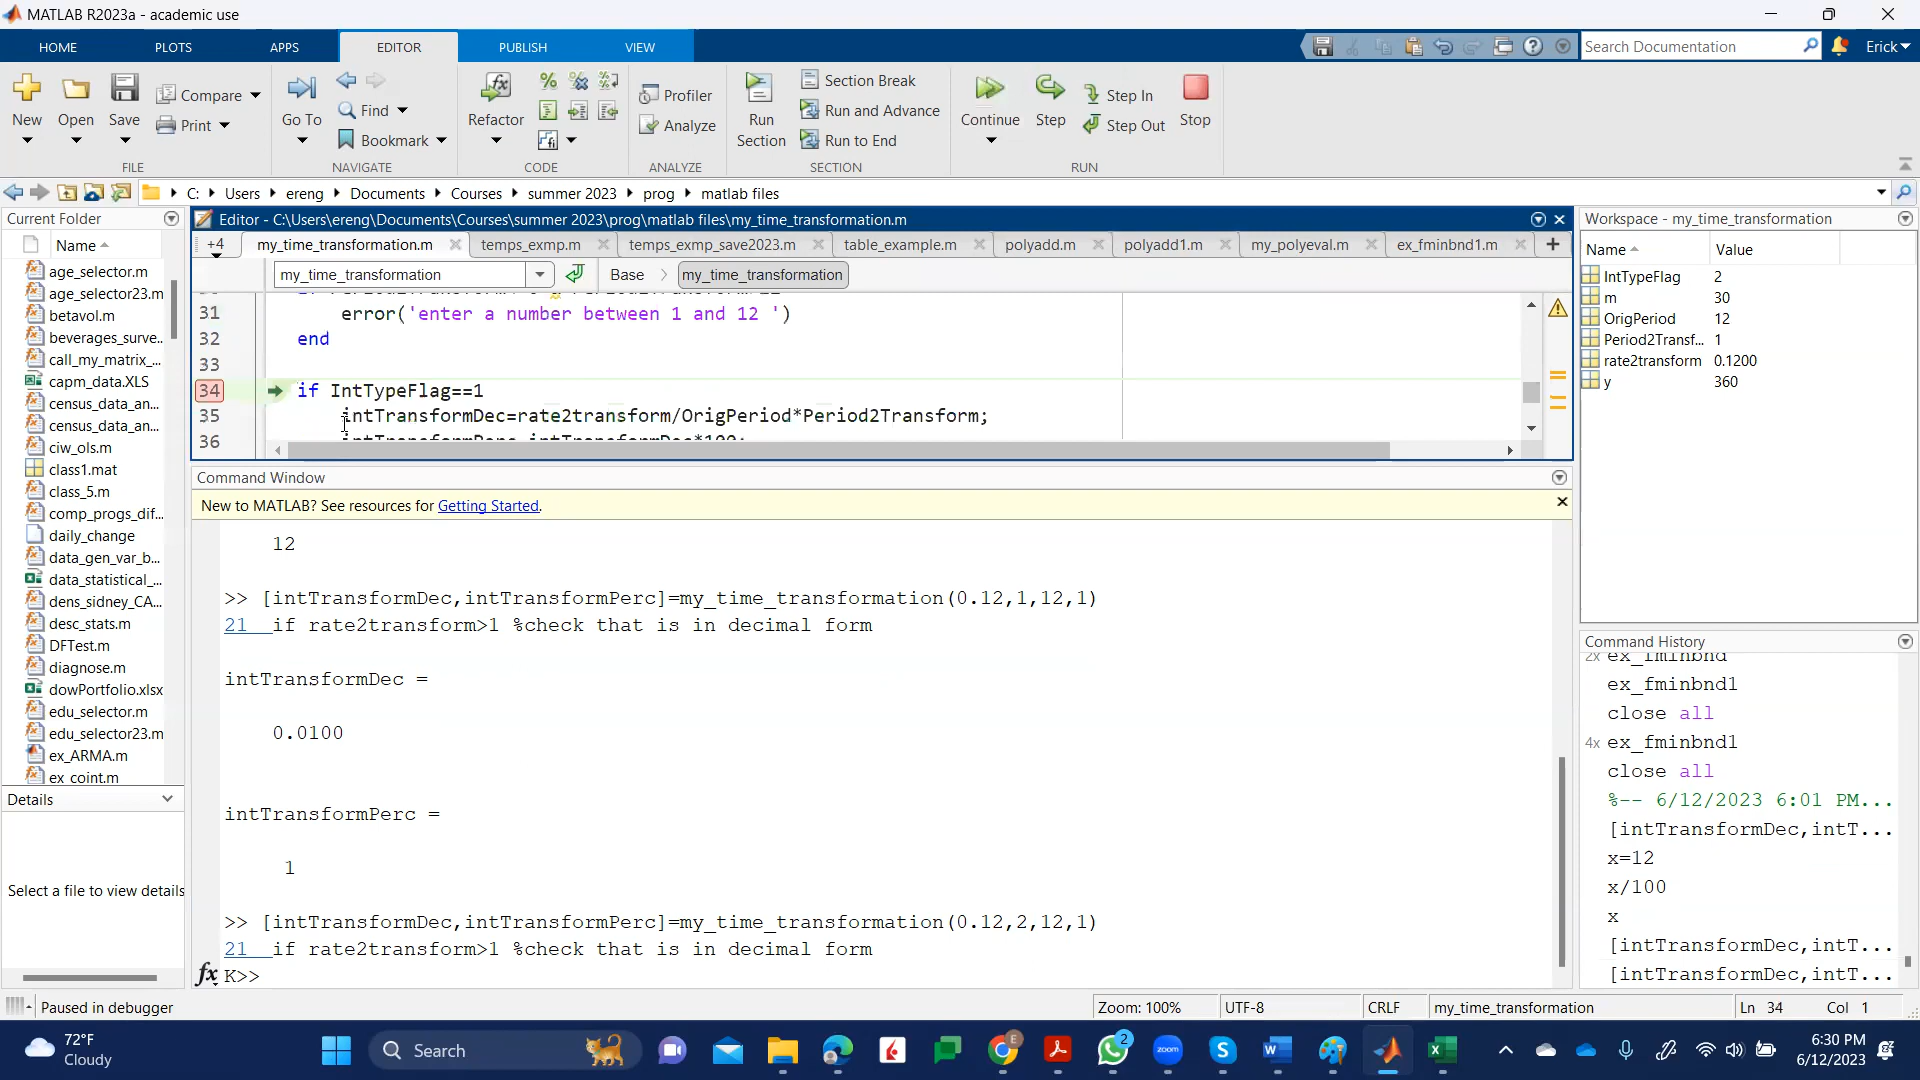 MATLAB R2023a - academic use
HOME
PLOTS
APPS
EDITOR
PUBLISH
VIEW
Search Documentation
Erick
New
Open
Save
Compare
Print
FILE
Go To
Find
Bookmark
NAVIGATE
Refactor
CODE
Profiler
Analyze
ANALYZE
Run Section
Section Break
Run and Advance
Run to End
SECTION
Continue
Step
Step In
Step Out
Stop
RUN
C: Users ereng Documents Courses summer 2023 prog matlab files
Current Folder
Name
age_selector.m
age_selector23.m
betavol.m
beverages_surve...
call_my_matrix_...
capm_data.XLS
census_data_an...
census_data_an...
ciw_ols.m
class1.mat
class_5.m
comp_progs_dif...
daily_change
data_gen_var_b...
data_statistical_...
dens_sidney_CA...
desc_stats.m
DFTest.m
diagnose.m
dowPortfolio.xlsx
edu_selector.m
edu_selector23.m
ex_ARMA.m
ex_coint.m
Details
Select a file to view details
Editor - C:\Users\ereng\Documents\Courses\summer 2023\prog\matlab files\my_time_transformation.m
+4
my_time_transformation.m
temps_exmp.m
temps_exmp_save2023.m
table_example.m
polyadd.m
polyadd1.m
my_polyeval.m
ex_fminbnd1.m
my_time_transformation
Base
my_time_transformation
31 error('enter a number between 1 and 12 ')
32 end
33
34 if IntTypeFlag==1
35 intTransformDec=rate2transform/OrigPeriod*Period2Transform;
36 intTransformPerc=intTransformDec*100;
Command Window
New to MATLAB? See resources for Getting Started.
12
>> [intTransformDec,intTransformPerc]=my_time_transformation(0.12,1,12,1)
21 if rate2transform>1 %check that is in decimal form
intTransformDec =
0.0100
intTransformPerc =
1
>> [intTransformDec,intTransformPerc]=my_time_transformation(0.12,2,12,1)
21 if rate2transform>1 %check that is in decimal form
fx K>>
Workspace - my_time_transformation
Name Value
IntTypeFlag 2
m 30
OrigPeriod 12
Period2Transf... 1
rate2transform 0.1200
y 360
Command History
2x ex_fminbnd
ex_fminbnd1
close all
4x ex_fminbnd1
close all
%-- 6/12/2023 6:01 PM...
[intTransformDec,intT...
x=12
x/100
x
[intTransformDec,intT...
[intTransformDec,intT...
Paused in debugger
Zoom: 100%
UTF-8
CRLF
my_time_transformation
Ln 34 Col 1
72°F
Cloudy
Search
E
2
zoom
6:30 PM
6/12/2023